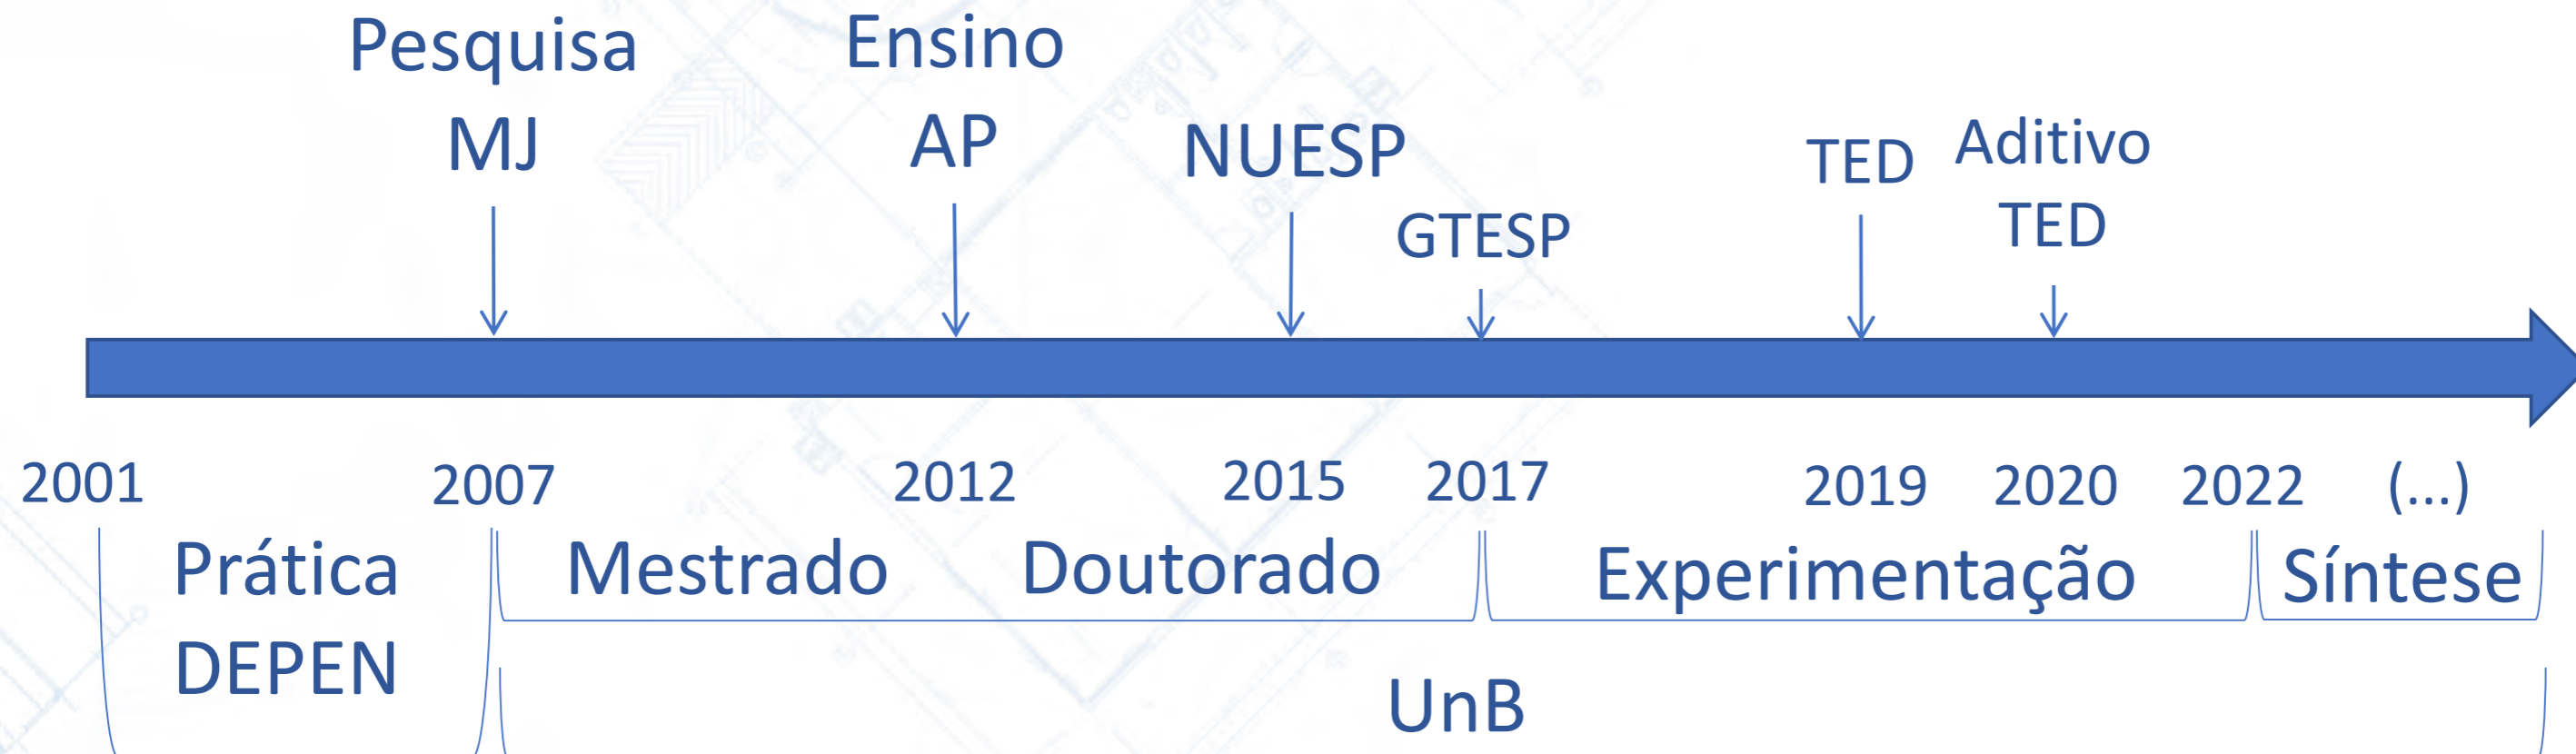 Pesquisa
MJ
Ensino
AP
NUESP
GTESP
TED
Aditivo
TED
2001
2007
2012
2015
2017
2019
2020
2022
(...)
Prática
DEPEN
Mestrado
Doutorado
Experimentação
Síntese
UnB